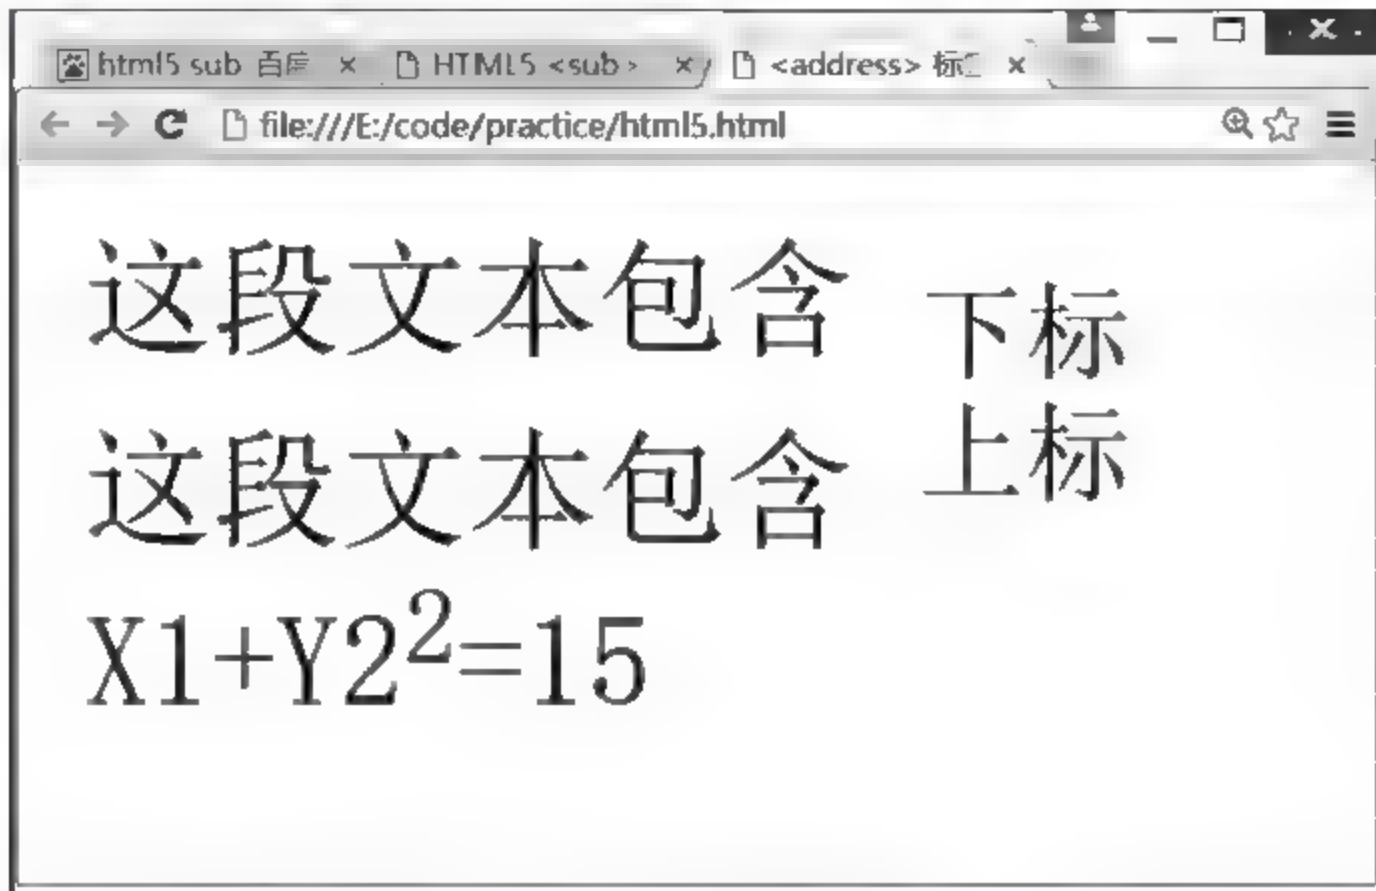 html5 sub 百度
HTML5 <sub>
<address> 标
file:///E:/code/practice/html5.html
这段文本包含 下标
这段文本包含 上标
X1+Y2²=15